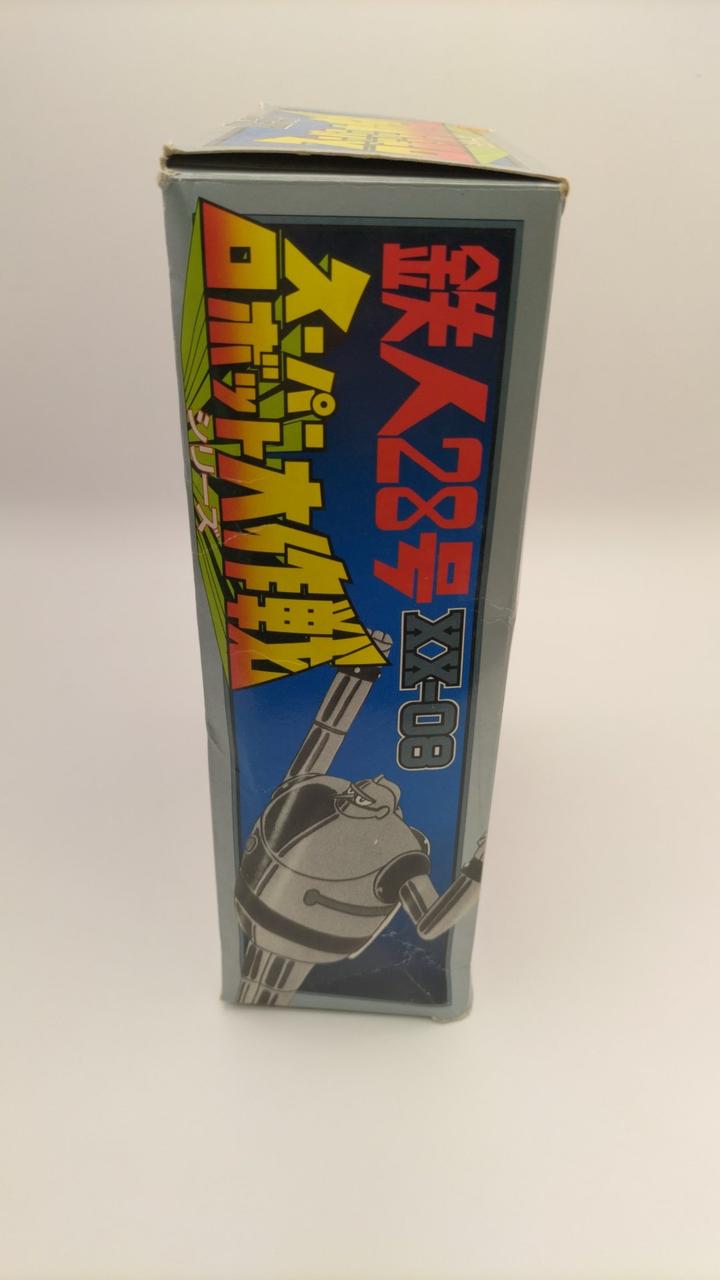 鉄人28号
XX-08
スーパー
ロボット大作戦
シリーズ